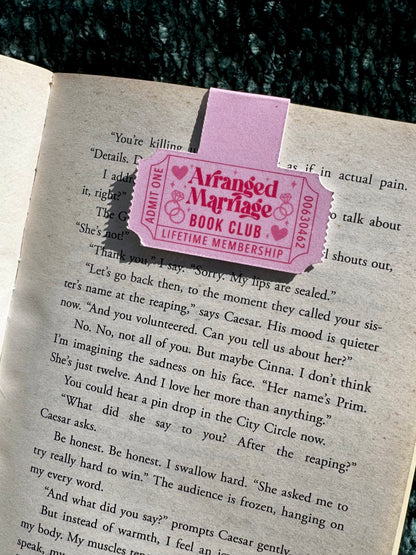 "You're killing
as if in actual pain.
"Details. D
I addr
to talk about
it, right?"
The G
l shouts out,
"She's not!"
"Thank you," I say. "Sorry. My lips are sealed."
"Let's go back then, to the moment they called your sis-
ter's name at the reaping," says Caesar. His mood is quieter
now. "And you volunteered. Can you tell us about her?"
No. No, not all of you. But maybe Cinna. I don't think
I'm imagining the sadness on his face. "Her name's Prim.
She's just twelve. And I love her more than anything."
You could hear a pin drop in the City Circle now.
"What did she say to you? After the reaping?"
Caesar asks.
Be honest. Be honest. I swallow hard. "She asked me to
try really hard to win." The audience is frozen, hanging on
my every word.
"And what did you say?" prompts Caesar gently.
But instead of warmth, I feel an
my body. My muscles
speak, my
ADMIT ONE
Arranged
Marriage
BOOK CLUB
LIFETIME MEMBERSHIP
00630462